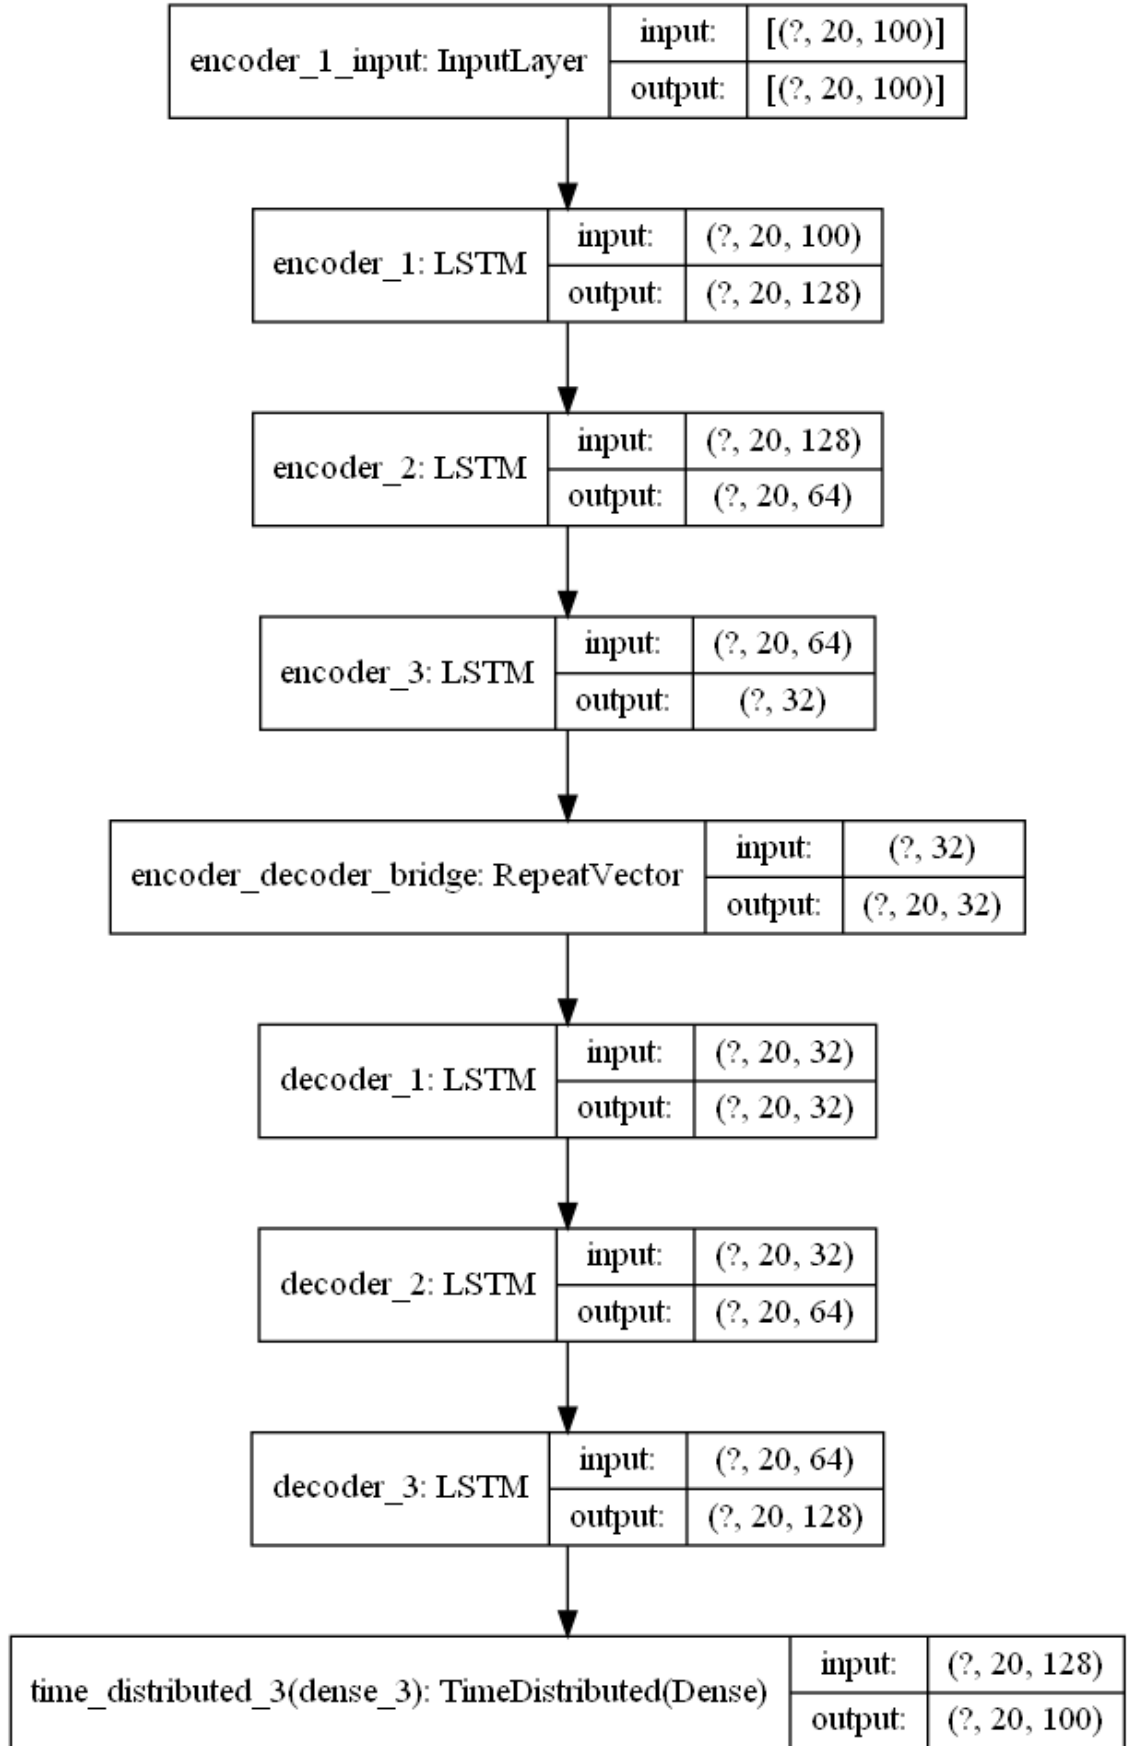 encoder_1_input: InputLayer
input: [(?, 20, 100)]
output: [(?, 20, 100)]
encoder_1: LSTM
input: (?, 20, 100)
output: (?, 20, 128)
encoder_2: LSTM
input: (?, 20, 128)
output: (?, 20, 64)
encoder_3: LSTM
input: (?, 20, 64)
output: (?, 32)
encoder_decoder_bridge: RepeatVector
input: (?, 32)
output: (?, 20, 32)
decoder_1: LSTM
input: (?, 20, 32)
output: (?, 20, 32)
decoder_2: LSTM
input: (?, 20, 32)
output: (?, 20, 64)
decoder_3: LSTM
input: (?, 20, 64)
output: (?, 20, 128)
time_distributed_3(dense_3): TimeDistributed(Dense)
input: (?, 20, 128)
output: (?, 20, 100)